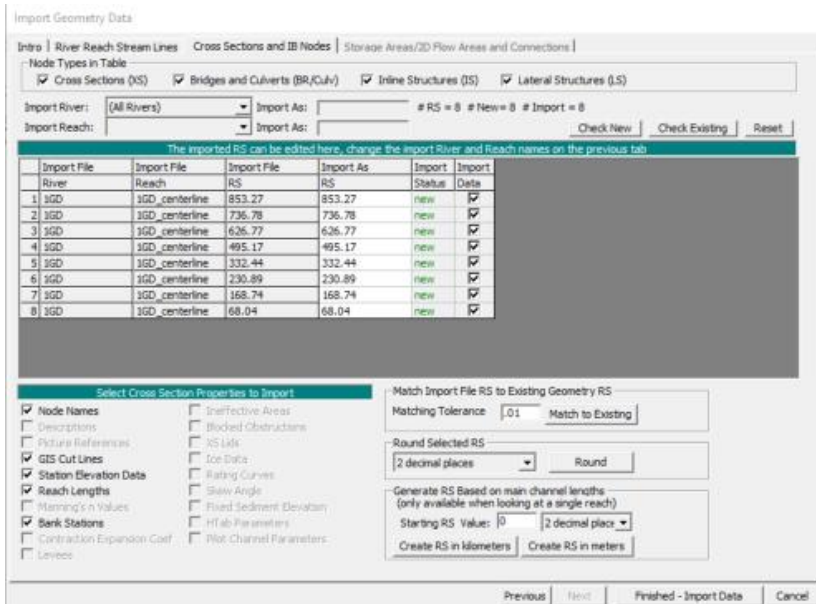 Import Geometry Data
Intro | River Reach Stream Lines | Cross Sections and IB Nodes | Storage Areas/2D Flow Areas and Connections |
Node Types in Table
Cross Sections (XS) Bridges and Culverts (BR/Culv) Inline Structures (IS) Lateral Structures (LS)
Import River: (All Rivers) Import As: # RS = 8 # New= 8 # Import = 8
Import Reach: Import As: Check New Check Existing Reset
The imported RS can be edited here, change the import River and Reach names on the previous tab
Import File Import File Import File Import As Import Import
River Reach RS RS Status Data
1 1GD 1GD_centerline 853.27 853.27 new
2 1GD 1GD_centerline 736.78 736.78 new
3 1GD 1GD_centerline 626.77 626.77 new
4 1GD 1GD_centerline 495.17 495.17 new
5 1GD 1GD_centerline 332.44 332.44 new
6 1GD 1GD_centerline 230.89 230.89 new
7 1GD 1GD_centerline 168.74 168.74 new
8 1GD 1GD_centerline 68.04 68.04 new
Select Cross Section Properties to Import
Node Names Ineffective Areas
Descriptions Blocked Obstructions
Picture References XS Lids
GIS Cut Lines Ice Data
Station Elevation Data Rating Curves
Reach Lengths Skew Angle
Manning's n Values Fixed Sediment Elevation
Bank Stations HTab Parameters
Contraction Expansion Coef Pilot Channel Parameters
Levees
Match Import File RS to Existing Geometry RS
Matching Tolerance .01 Match to Existing
Round Selected RS
2 decimal places Round
Generate RS Based on main channel lengths
(only available when looking at a single reach)
Starting RS Value: 0 2 decimal place
Create RS in kilometers Create RS in meters
Previous Next Finished - Import Data Cancel